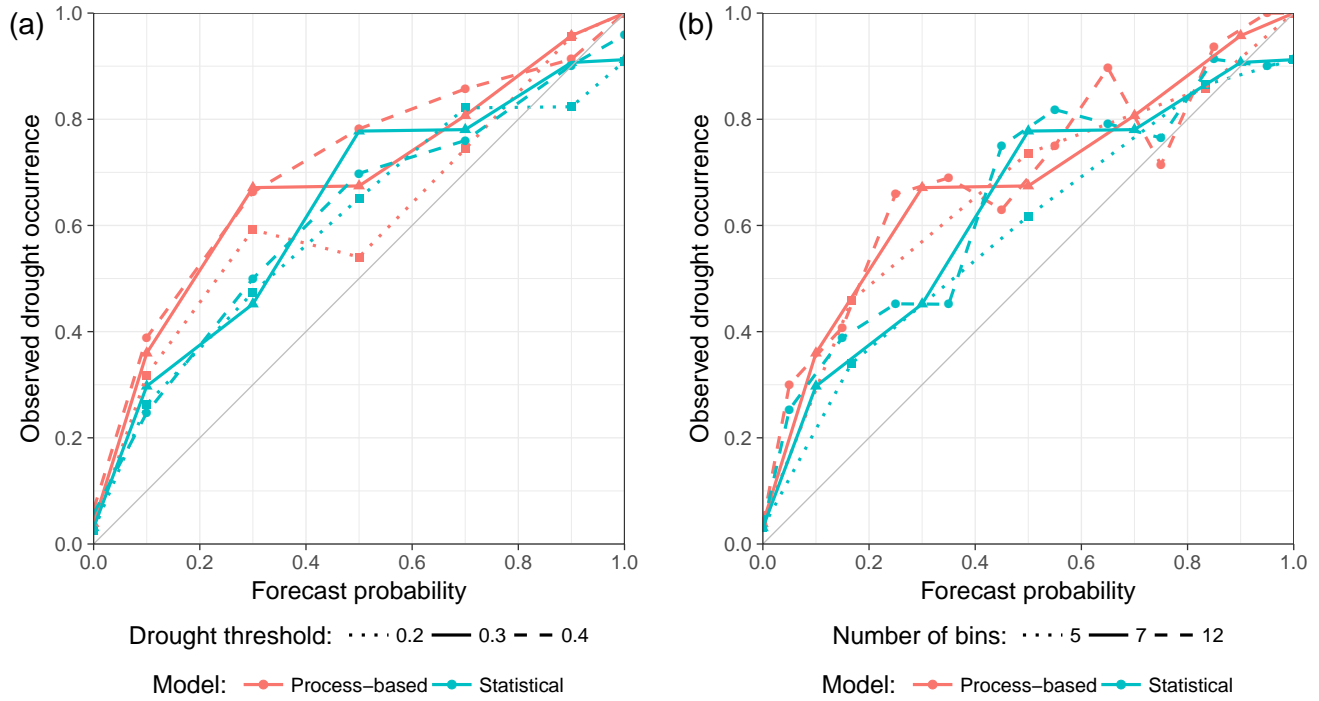 (a)
Observed drought occurrence
1.0
0.8
0.6
0.4
0.2
0.0
0.0 0.2 0.4 0.6 0.8 1.0
Forecast probability
Drought threshold: 0.2 0.3 0.4
Model: Process−based Statistical
(b)
Observed drought occurrence
1.0
0.8
0.6
0.4
0.2
0.0
0.0 0.2 0.4 0.6 0.8 1.0
Forecast probability
Number of bins: 5 7 12
Model: Process−based Statistical